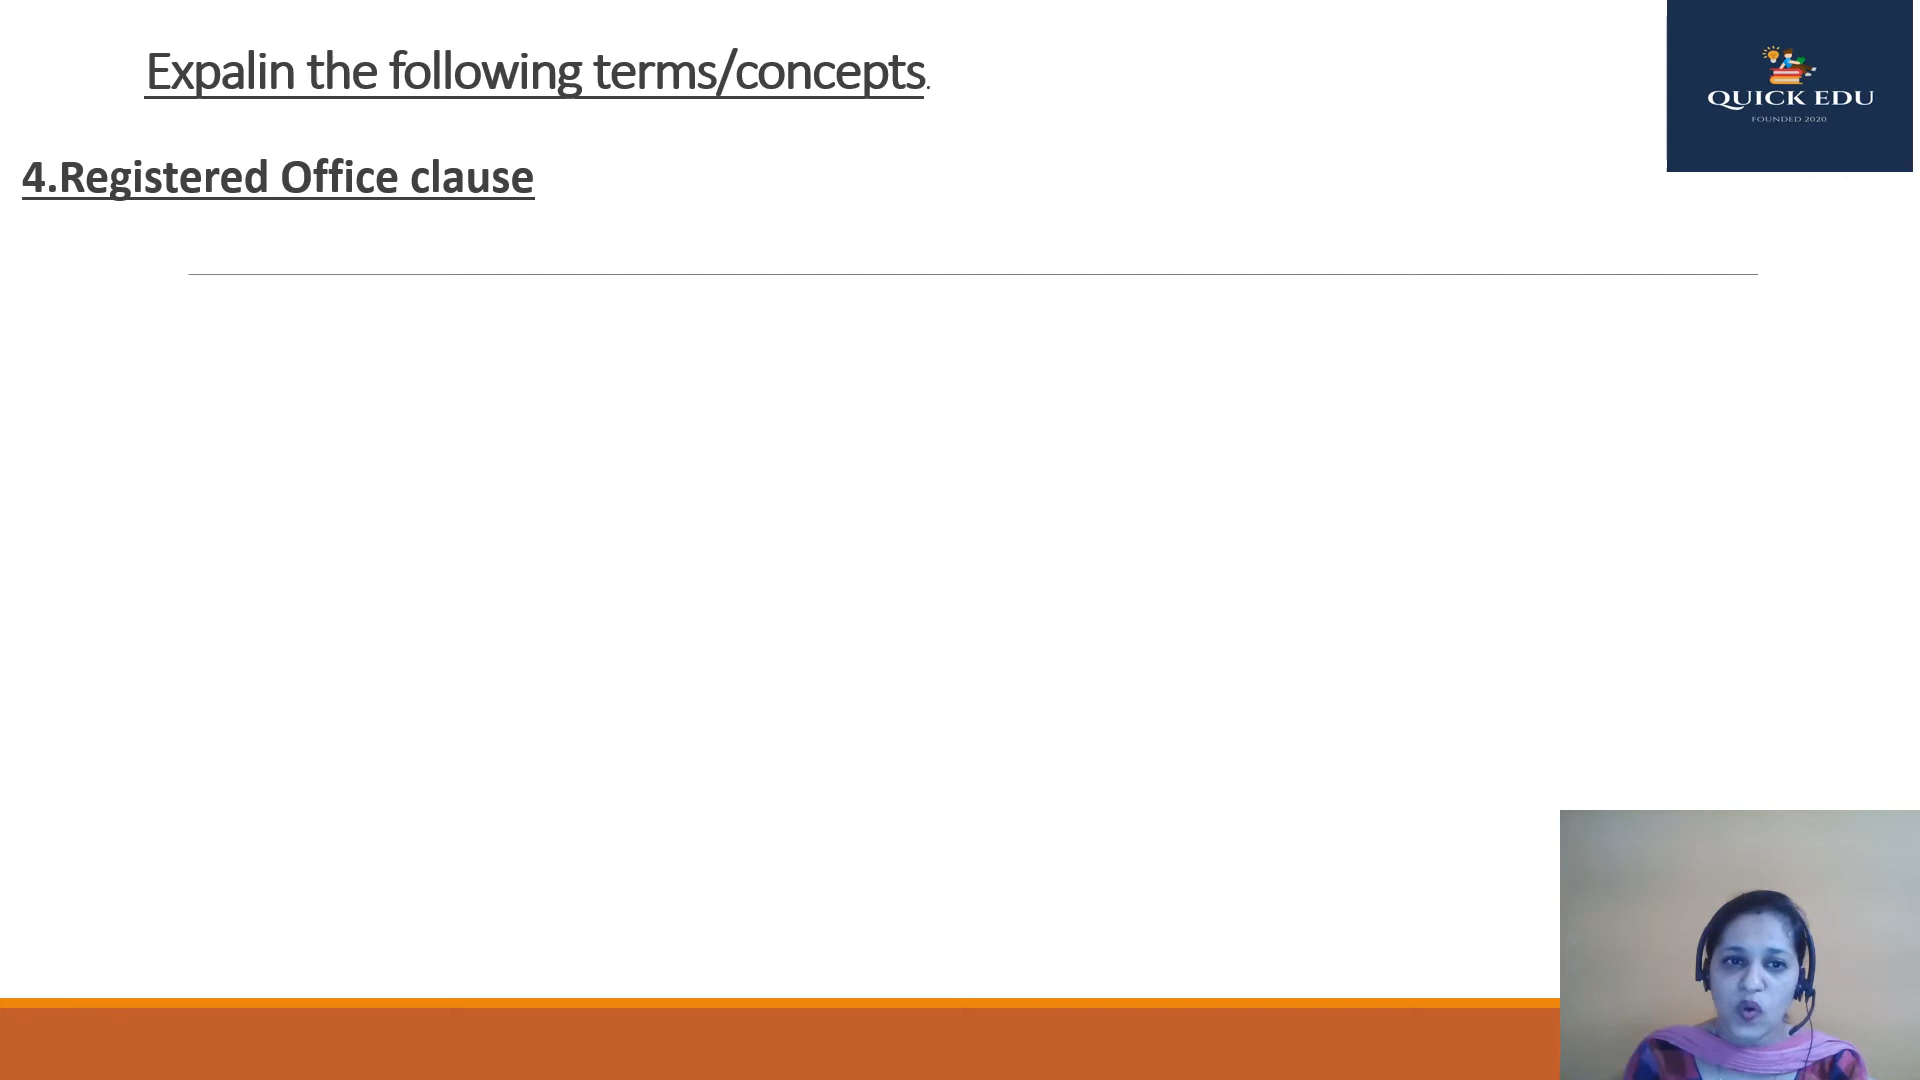 Expalin the following terms/concepts.
QUICK EDU
FOUNDED 2020
4.Registered Office clause